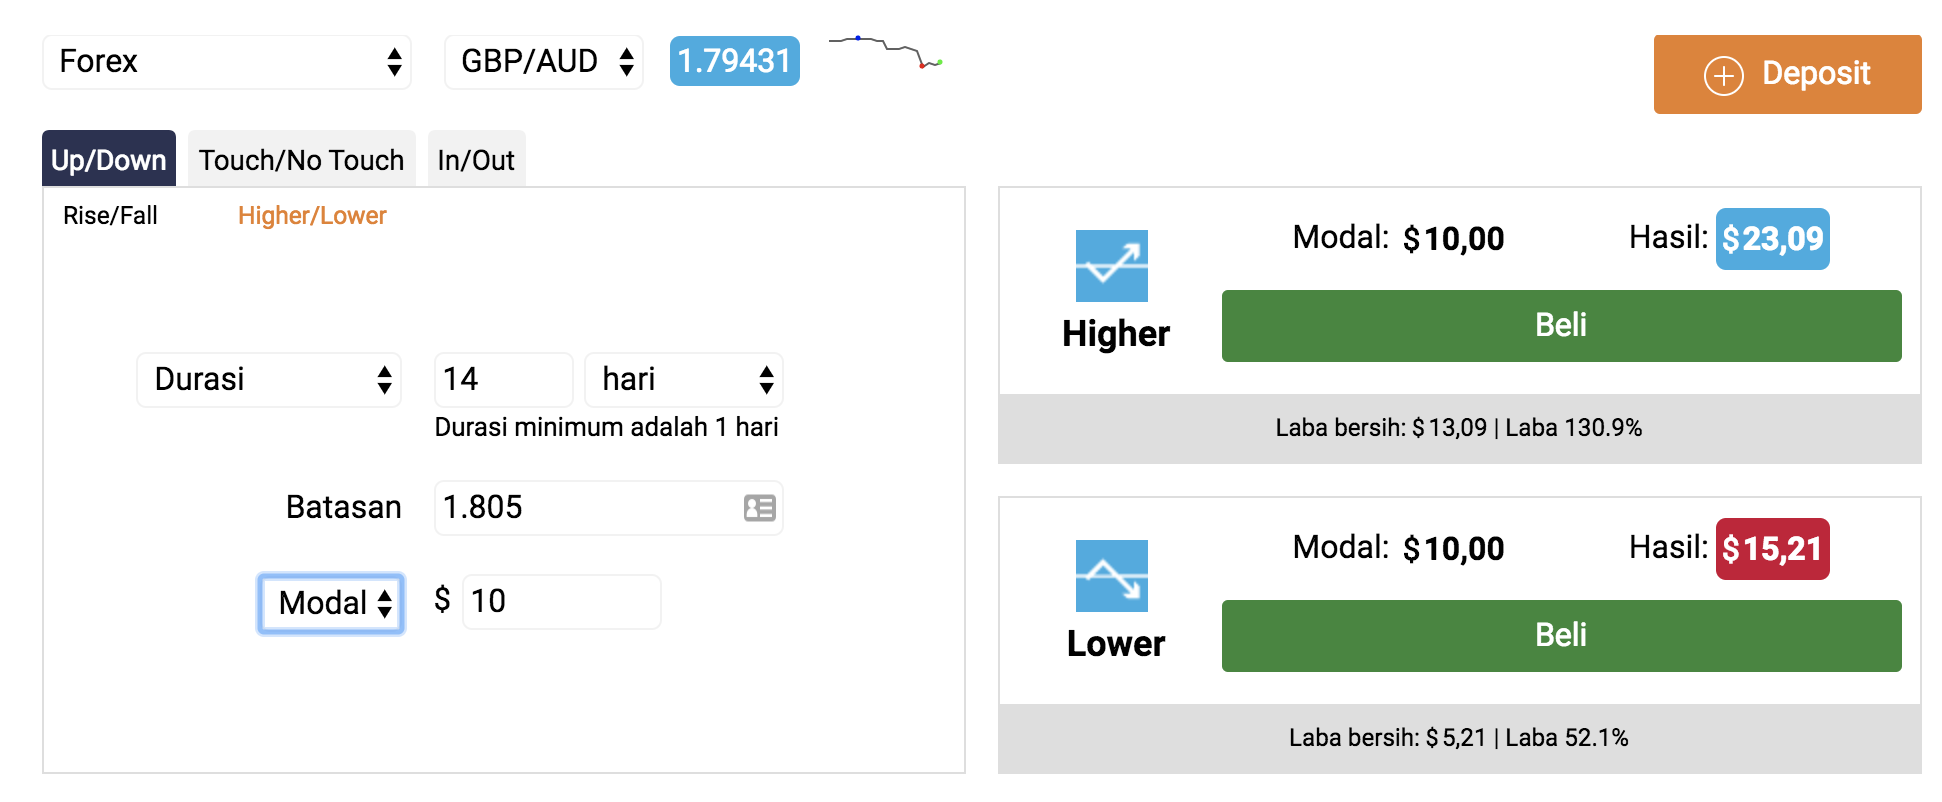 Forex
GBP/AUD
1.79431
Deposit
Up/Down
Touch/No Touch
In/Out
Rise/Fall
Higher/Lower
Durasi
14
hari
Durasi minimum adalah 1 hari
Batasan
1.805
Modal
$ 10
Modal: $ 10,00
Hasil: $ 23,09
Higher
Beli
Laba bersih: $ 13,09 | Laba 130.9%
Modal: $ 10,00
Hasil: $ 15,21
Lower
Beli
Laba bersih: $ 5,21 | Laba 52.1%